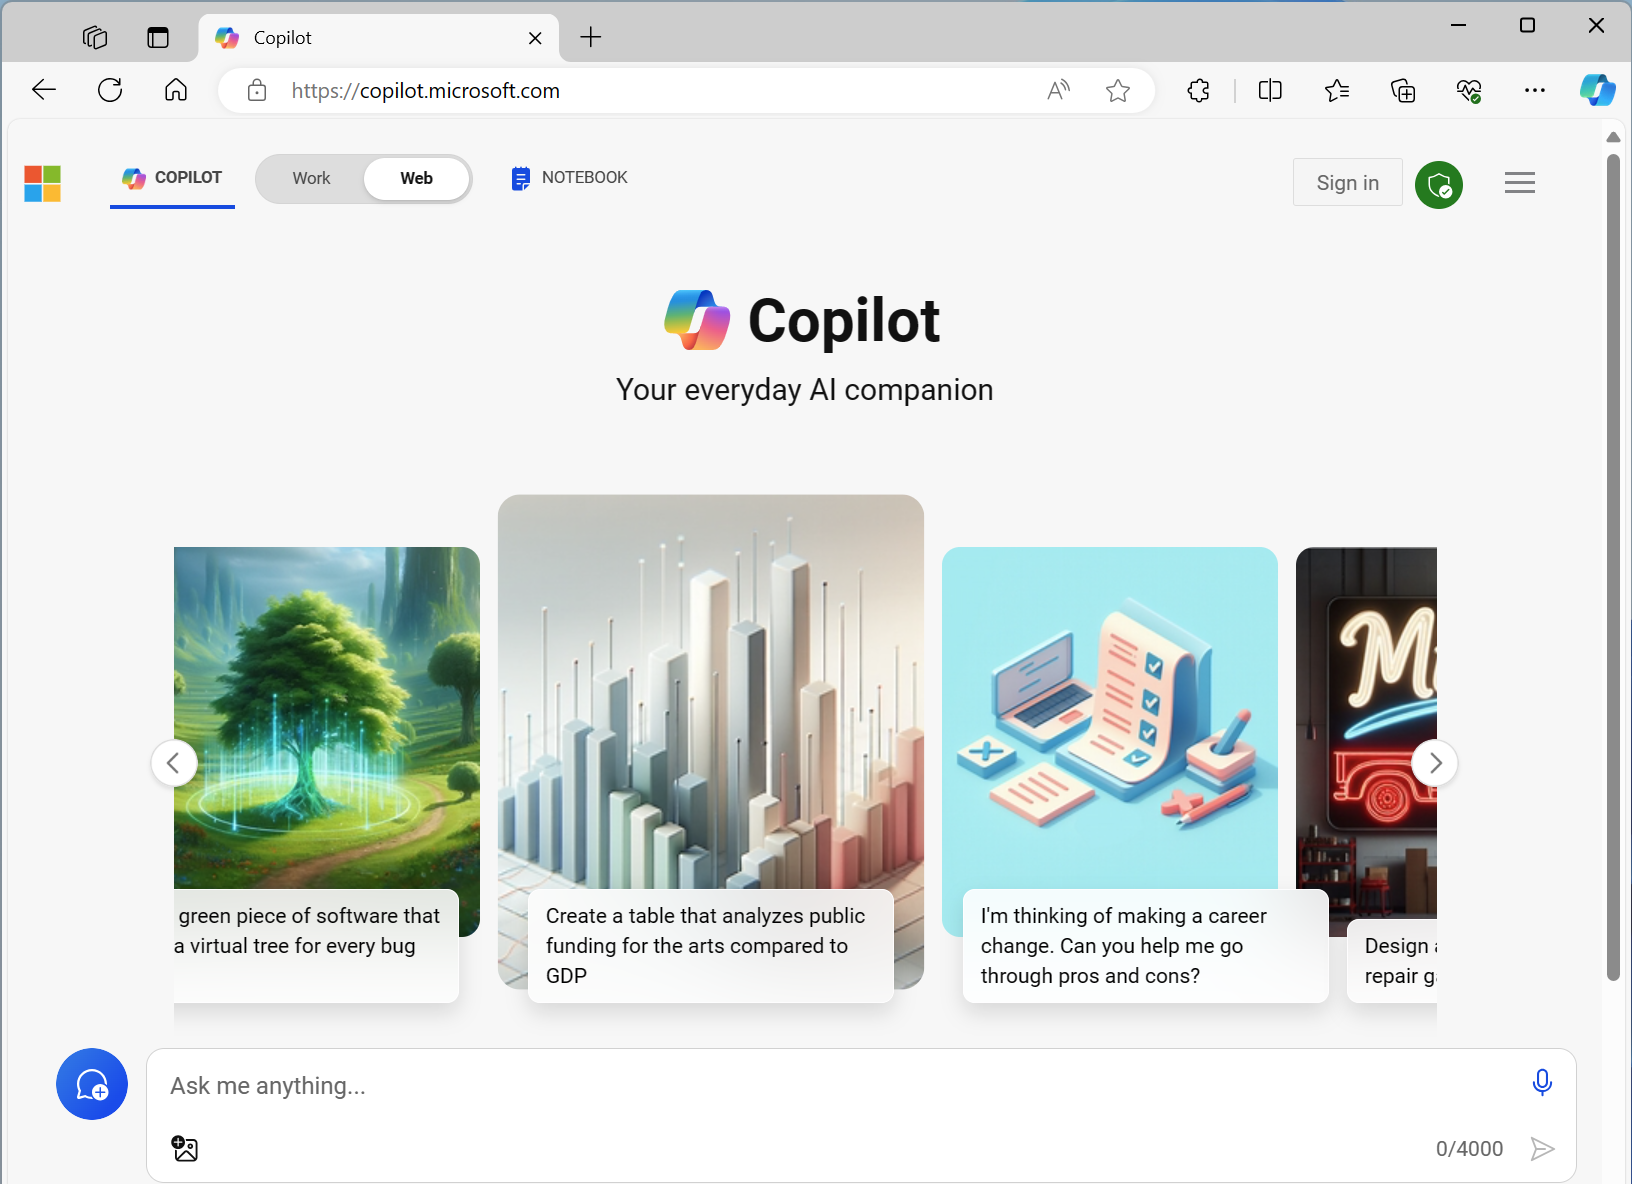 Copilot
https://copilot.microsoft.com
COPILOT
Work
Web
NOTEBOOK
Sign in
Copilot
Your everyday AI companion
green piece of software that
a virtual tree for every bug
Create a table that analyzes public
funding for the arts compared to
GDP
I'm thinking of making a career
change. Can you help me go
through pros and cons?
Design
repair
Ask me anything...
0/4000